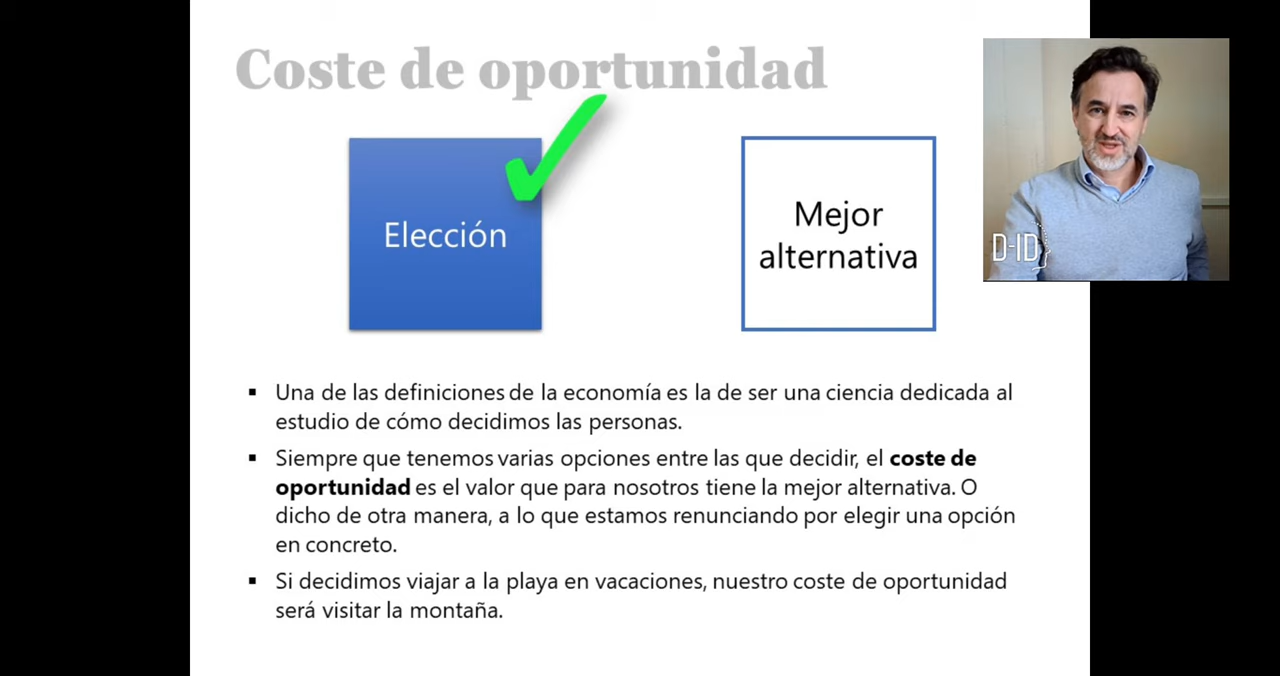 Coste de oportunidad
Elección
Mejor
alternativa
D-ID
▪ Una de las definiciones de la economía es la de ser una ciencia dedicada al
estudio de cómo decidimos las personas.
▪ Siempre que tenemos varias opciones entre las que decidir, el coste de
oportunidad es el valor que para nosotros tiene la mejor alternativa. O
dicho de otra manera, a lo que estamos renunciando por elegir una opción
en concreto.
▪ Si decidimos viajar a la playa en vacaciones, nuestro coste de oportunidad
será visitar la montaña.